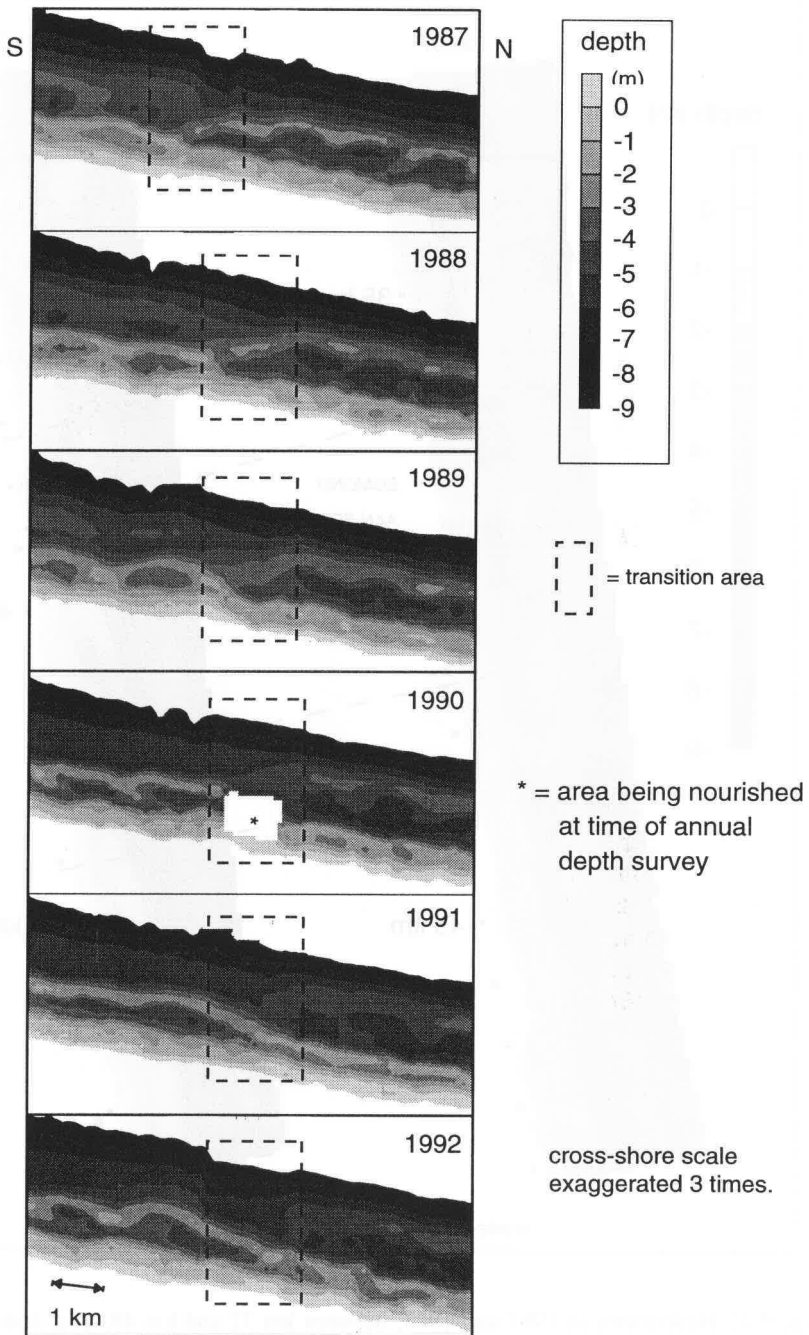 S
1987
N
1988
1989
1990
*
1991
1992
1 km
depth
(m)
0
-1
-2
-3
-4
-5
-6
-7
-8
-9
= transition area
* = area being nourished
at time of annual
depth survey
cross-shore scale
exaggerated 3 times.